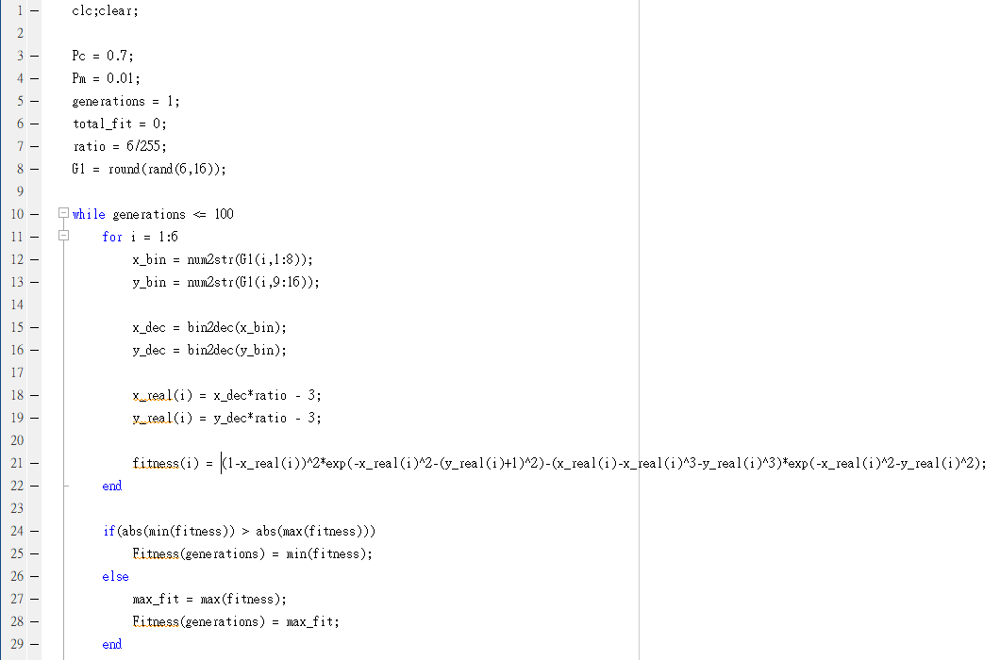 1 clc;clear;
2
3 Pc = 0.7;
4 Pm = 0.01;
5 generations = 1;
6 total_fit = 0;
7 ratio = 6/255;
8 G1 = round(rand(6,16));
9
10 while generations <= 100
11 for i = 1:6
12 x_bin = num2str(G1(i,1:8));
13 y_bin = num2str(G1(i,9:16));
14
15 x_dec = bin2dec(x_bin);
16 y_dec = bin2dec(y_bin);
17
18 x_real(i) = x_dec*ratio - 3;
19 y_real(i) = y_dec*ratio - 3;
20
21 fitness(i) = (1-x_real(i))^2*exp(-x_real(i)^2-(y_real(i)+1)^2)-(x_real(i)-x_real(i)^3-y_real(i)^3)*exp(-x_real(i)^2-y_real(i)^2);
22 end
23
24 if(abs(min(fitness)) > abs(max(fitness)))
25 Fitness(generations) = min(fitness);
26 else
27 max_fit = max(fitness);
28 Fitness(generations) = max_fit;
29 end